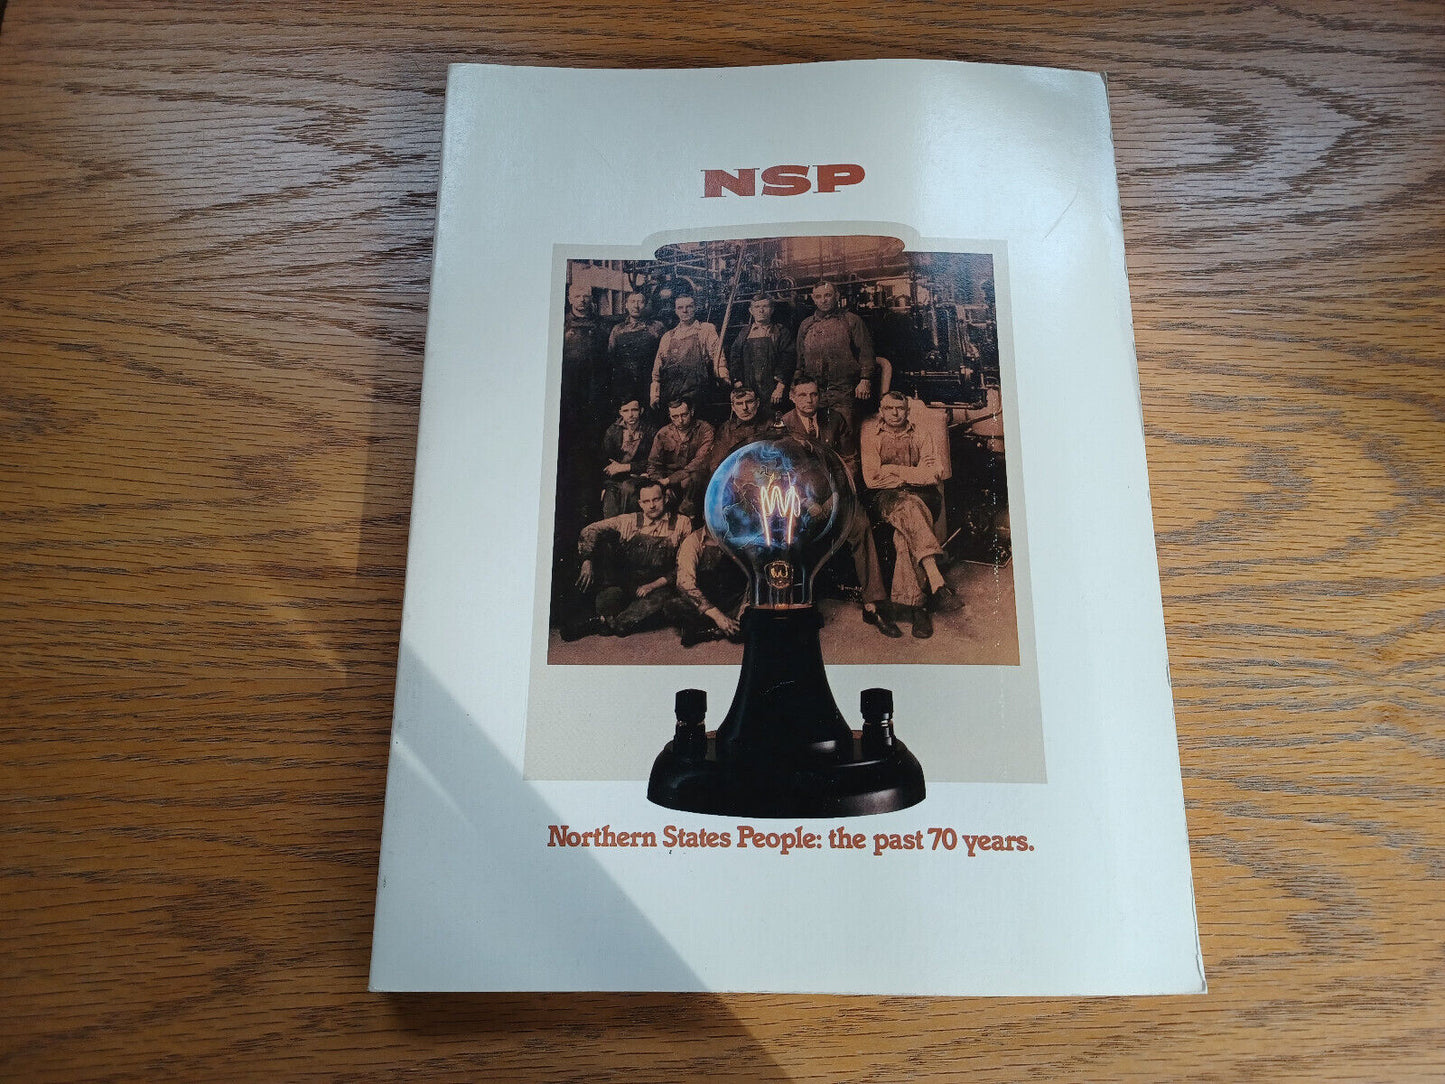 NSP
Northern States People: the past 70 years.